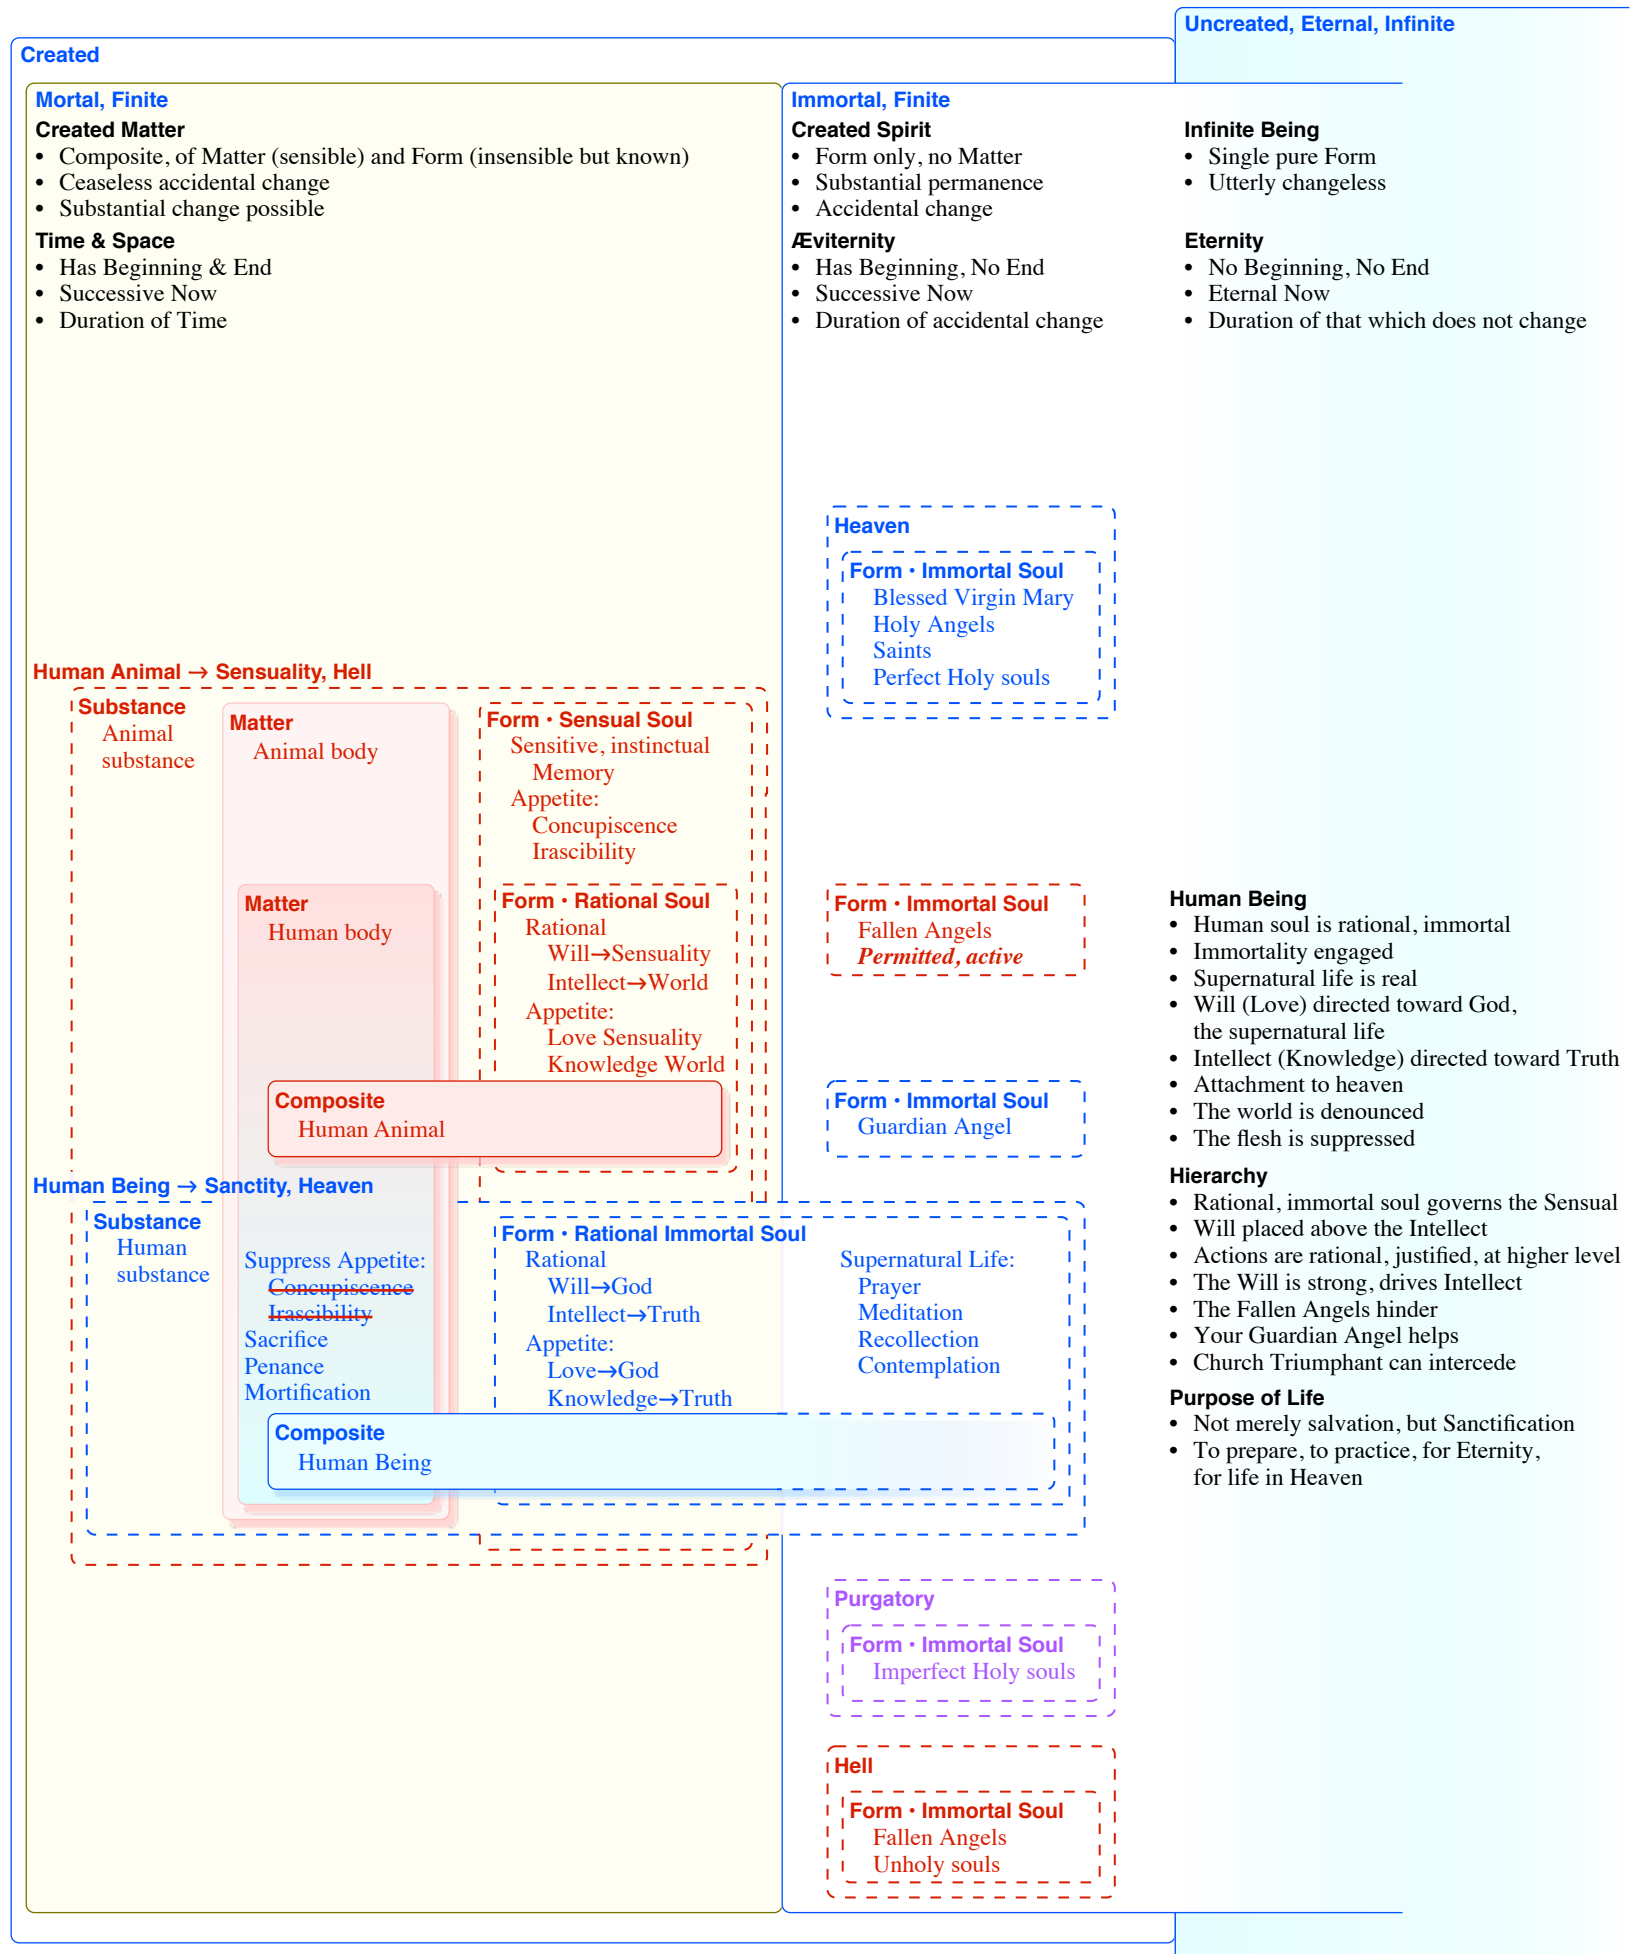 Uncreated, Eternal, Infinite
Created
Mortal, Finite
Created Matter
• Composite, of Matter (sensible) and Form (insensible but known)
• Ceaseless accidental change
• Substantial change possible
Time & Space
• Has Beginning & End
• Successive Now
• Duration of Time
Immortal, Finite
Created Spirit
• Form only, no Matter
• Substantial permanence
• Accidental change
Æviternity
• Has Beginning, No End
• Successive Now
• Duration of accidental change
Infinite Being
• Single pure Form
• Utterly changeless
Eternity
• No Beginning, No End
• Eternal Now
• Duration of that which does not change
Heaven
Form • Immortal Soul
Blessed Virgin Mary
Holy Angels
Saints
Perfect Holy souls
Human Animal → Sensuality, Hell
Substance
Animal
substance
Matter
Animal body
Form • Sensual Soul
Sensitive, instinctual
Memory
Appetite:
Concupiscence
Irascibility
Matter
Human body
Form • Rational Soul
Rational
Will→Sensuality
Intellect→World
Appetite:
Love Sensuality
Knowledge World
Composite
Human Animal
Form • Immortal Soul
Fallen Angels
Permitted, active
Form • Immortal Soul
Guardian Angel
Human Being → Sanctity, Heaven
Substance
Human
substance
Suppress Appetite:
Concupiscence
Irascibility
Sacrifice
Penance
Mortification
Form • Rational Immortal Soul
Rational
Will→God
Intellect→Truth
Appetite:
Love→God
Knowledge→Truth
Supernatural Life:
Prayer
Meditation
Recollection
Contemplation
Composite
Human Being
Human Being
• Human soul is rational, immortal
• Immortality engaged
• Supernatural life is real
• Will (Love) directed toward God,
the supernatural life
• Intellect (Knowledge) directed toward Truth
• Attachment to heaven
• The world is denounced
• The flesh is suppressed
Hierarchy
• Rational, immortal soul governs the Sensual
• Will placed above the Intellect
• Actions are rational, justified, at higher level
• The Will is strong, drives Intellect
• The Fallen Angels hinder
• Your Guardian Angel helps
• Church Triumphant can intercede
Purpose of Life
• Not merely salvation, but Sanctification
• To prepare, to practice, for Eternity,
for life in Heaven
Purgatory
Form • Immortal Soul
Imperfect Holy souls
Hell
Form • Immortal Soul
Fallen Angels
Unholy souls